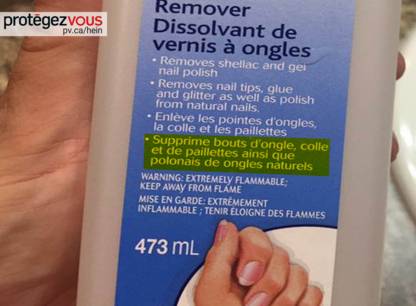 protégezvous
pv.ca/hein
Remover
Dissolvant de
vernis à ongles
• Removes shellac and gel
nail polish
• Removes nail tips, glue
and glitter as well as polish
from natural nails.
• Enlève les pointes d'ongles,
la colle et les paillettes
• Supprime bouts d'ongle, colle
et de paillettes ainsi que
polonais de ongles naturels
WARNING: EXTREMELY FLAMMABLE;
KEEP AWAY FROM FLAME
MISE EN GARDE: EXTRÊMEMENT
INFLAMMABLE ; TENIR ÉLOIGNE DES FLAMMES
473 mL